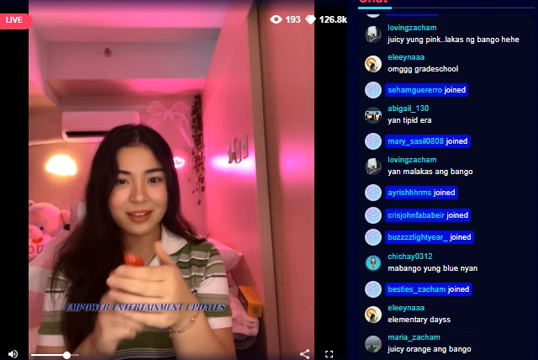 LIVE
193 126.8k
Chat
lovingzacham
juicy yung pink..lakas ng bango hehe
eleeynaaa
omggg gradeschool
sehamguererro joined
abigail_130
yan tipid era
mary_sasil0808 joined
lovingzacham
yan malakas ang bango
ayrishhhrms joined
crisjohnfababeir joined
buzzzzlightyear_ joined
chichay0312
mabango yung blue nyan
besties_zacham joined
eleeynaaa
elementary dayss
maria_zacham
juicy orange ang bango
EMPOWER ENTERTAINMENT UPDATES